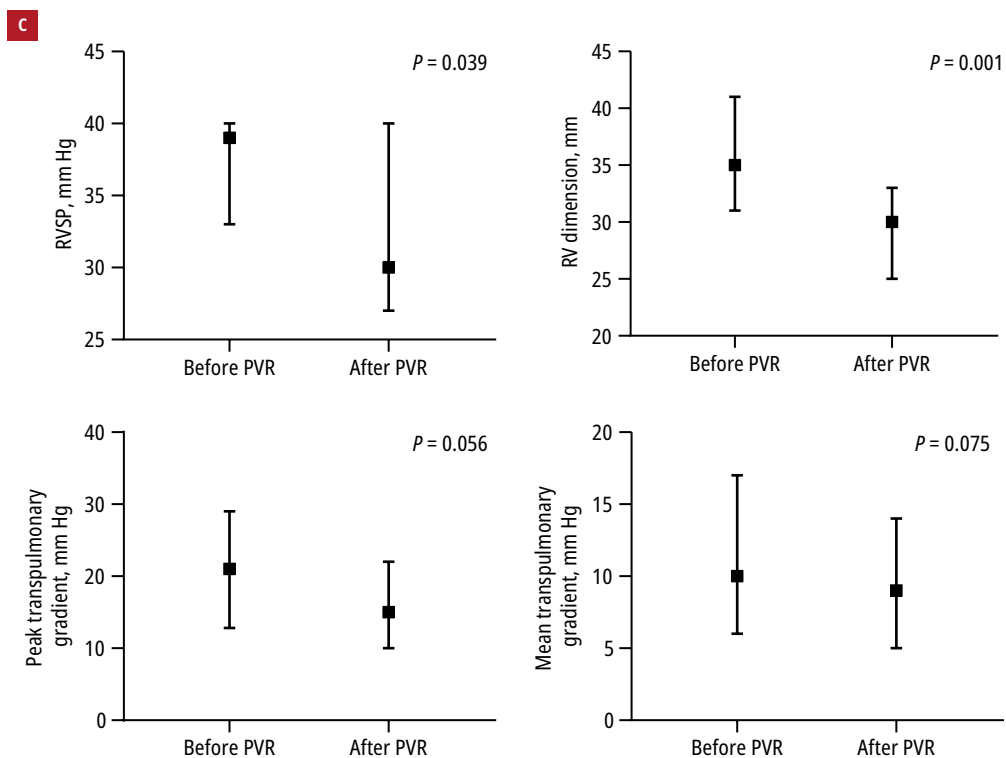 C
P = 0.039
RVSP, mm Hg
45
40
35
30
25
Before PVR
After PVR
P = 0.001
RV dimension, mm
45
40
35
30
25
20
Before PVR
After PVR
P = 0.056
Peak transpulmonary
gradient, mm Hg
40
30
20
10
0
Before PVR
After PVR
P = 0.075
Mean transpulmonary
gradient, mm Hg
20
15
10
5
0
Before PVR
After PVR